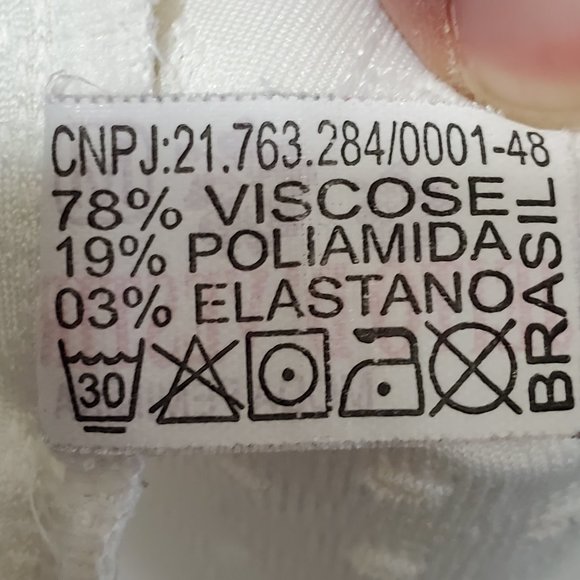 CNPJ:21.763.284/0001-48
78% VISCOSE
19% POLIAMIDA
03% ELASTANO
30
BRASIL